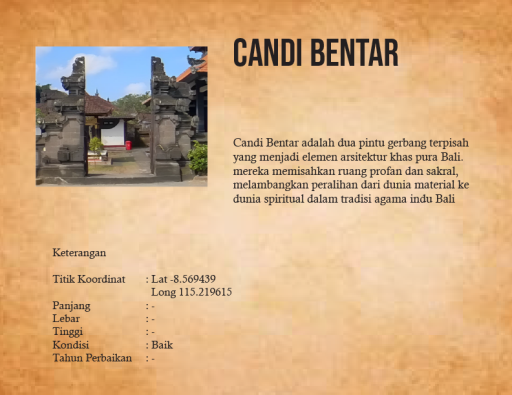 CANDI BENTAR
Candi Bentar adalah dua pintu gerbang terpisah
yang menjadi elemen arsitektur khas pura Bali.
mereka memisahkan ruang profan dan sakral,
melambangkan peralihan dari dunia material ke
dunia spiritual dalam tradisi agama indu Bali
Keterangan
Titik Koordinat : Lat -8.569439
Long 115.219615
Panjang : -
Lebar : -
Tinggi : -
Kondisi : Baik
Tahun Perbaikan : -